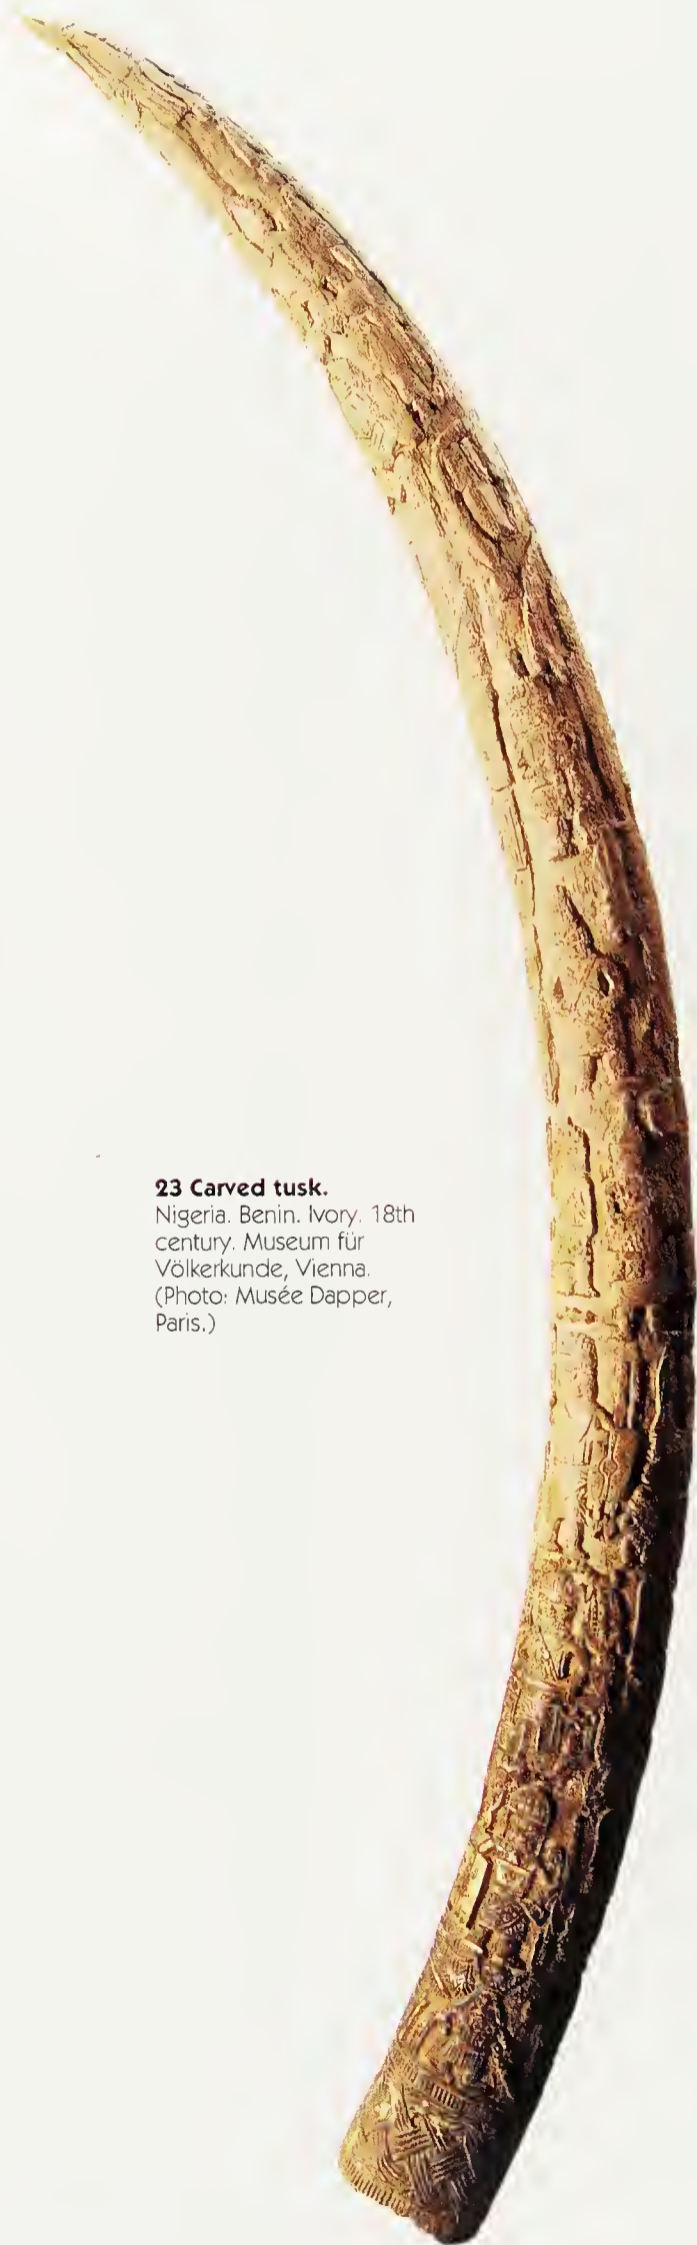 23 Carved tusk.
Nigeria. Benin. Ivory. 18th
century. Museum für
Völkerkunde, Vienna.
(Photo: Musée Dapper,
Paris.)